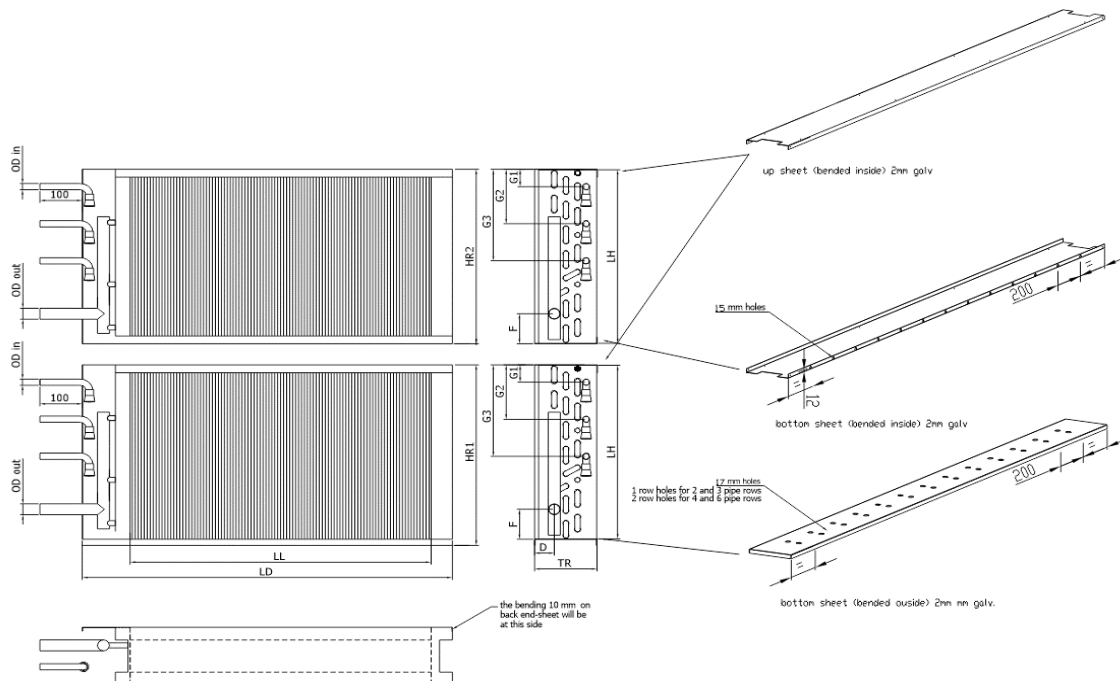 up sheet (bended inside) 2mm galv
OD in
100
OD out
HR2
G1
G2
G3
F
LH
15 mm holes
200
=
=
12
bottom sheet (bended inside) 2mm galv
OD in
100
OD out
HR1
G1
G2
G3
F
LH
D
TR
LL
LD
17 mm holes
1 row holes for 2 and 3 pipe rows
2 row holes for 4 and 6 pipe rows
200
=
=
bottom sheet (bended ouside) 2mm mm galv.
the bending 10 mm on
back end-sheet will be
at this side